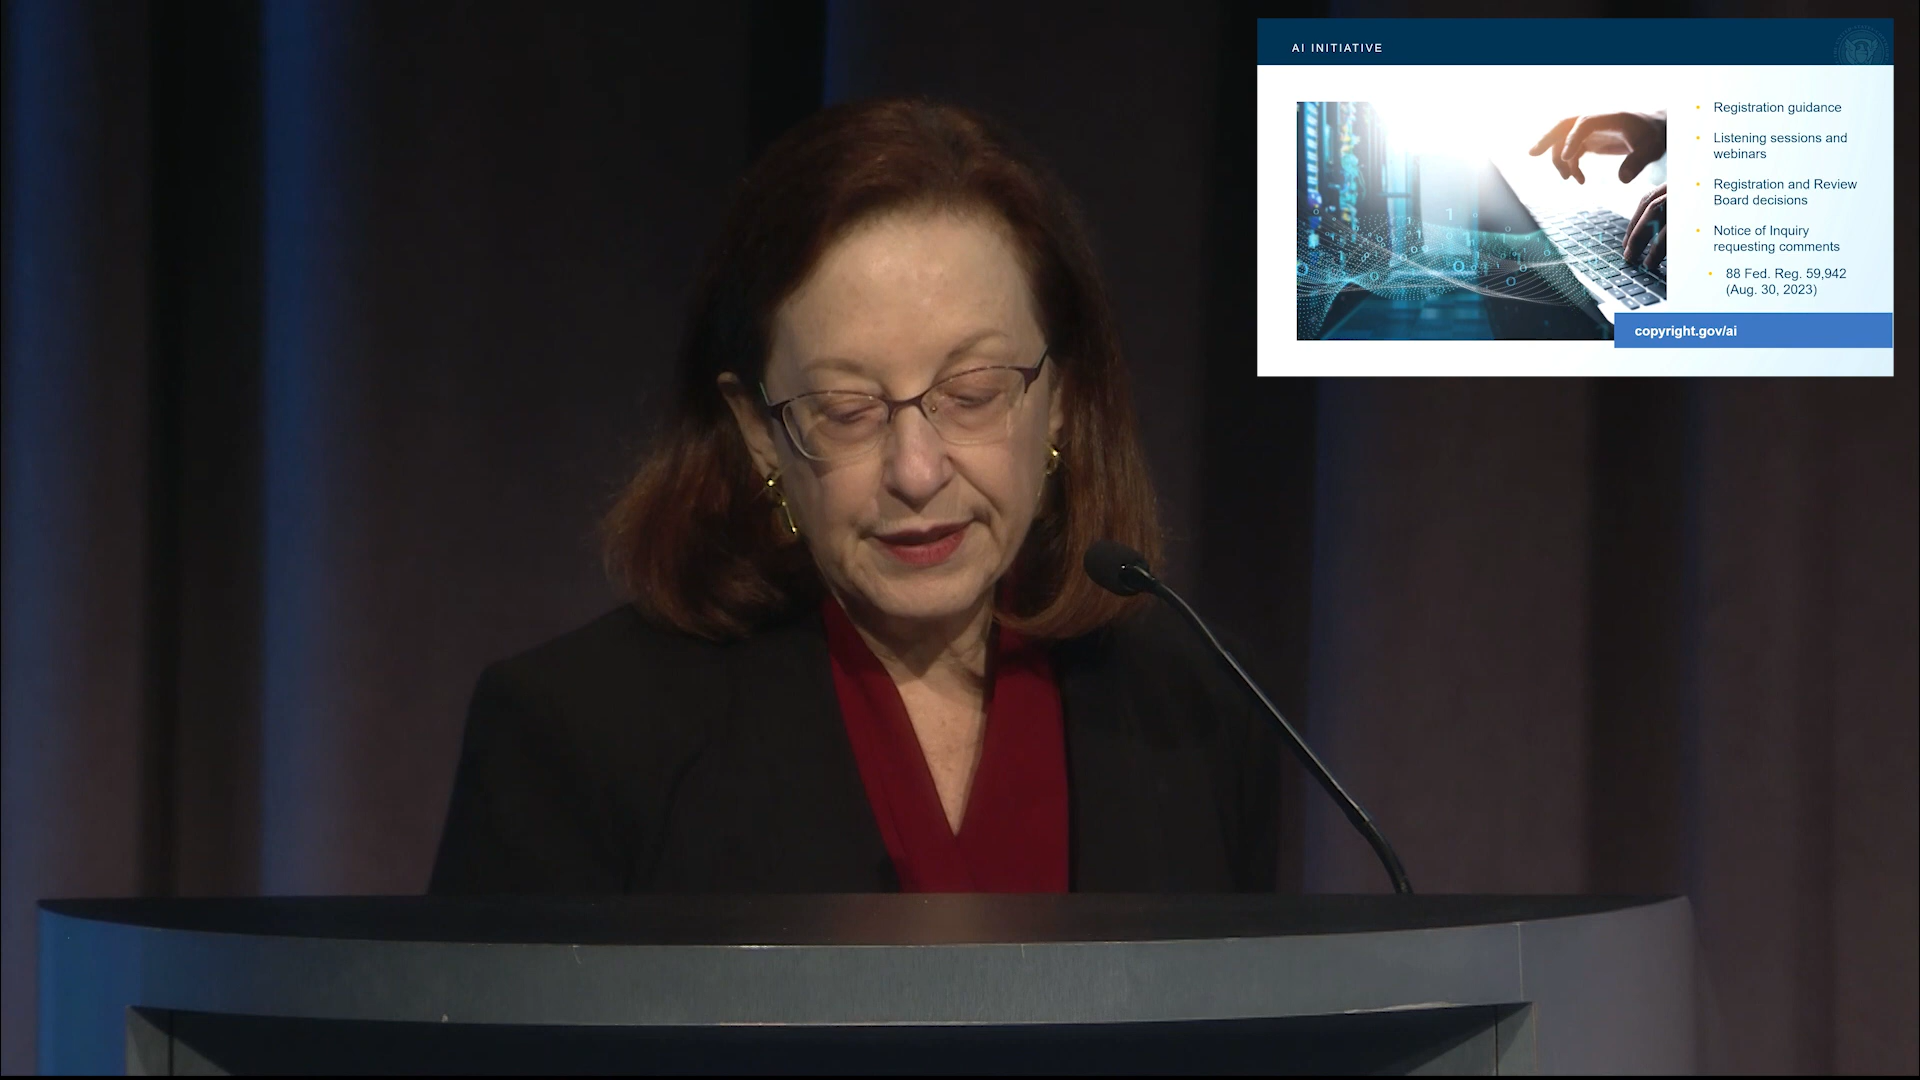 AI INITIATIVE
• Registration guidance
• Listening sessions and
webinars
• Registration and Review
Board decisions
• Notice of Inquiry
requesting comments
• 88 Fed. Reg. 59,942
(Aug. 30, 2023)
copyright.gov/ai